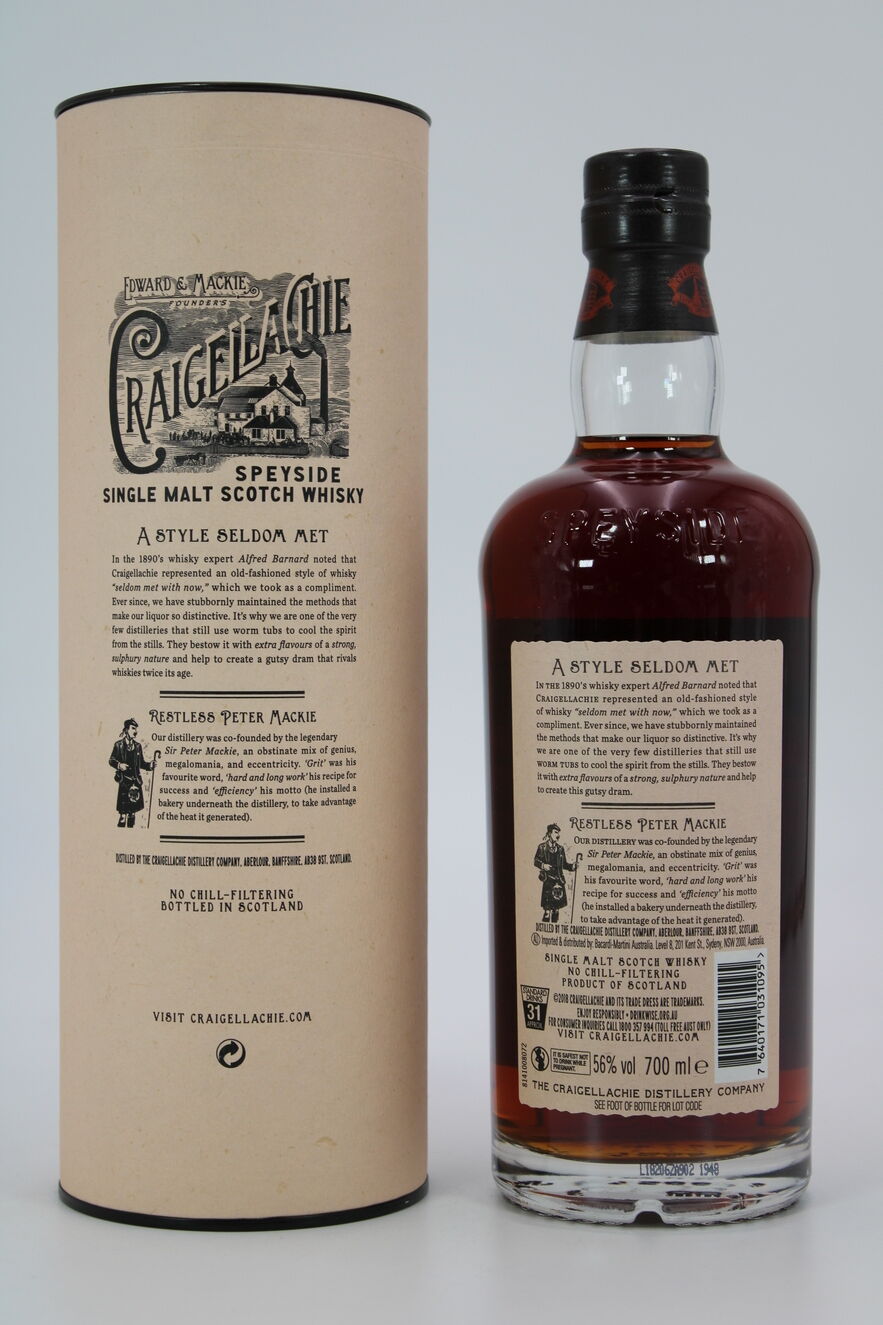 EDWARD & MACKIE
FOUNDERS
CRAIGELLACHIE
SPEYSIDE
SINGLE MALT SCOTCH WHISKY
A STYLE SELDOM MET
In the 1890's whisky expert Alfred Barnard noted that
Craigellachie represented an old-fashioned style of whisky
"seldom met with now," which we took as a compliment.
Ever since, we have stubbornly maintained the methods that
make our liquor so distinctive. It's why we are one of the very
few distilleries that still use worm tubs to cool the spirit
from the stills. They bestow it with extra flavours of a strong,
sulphury nature and help to create a gutsy dram that rivals
whiskies twice its age.
RESTLESS PETER MACKIE
Our distillery was co-founded by the legendary
Sir Peter Mackie, an obstinate mix of genius,
megalomania, and eccentricity. 'Grit' was his
favourite word, 'hard and long work' his recipe for
success and 'efficiency' his motto (he installed a
bakery underneath the distillery, to take advantage
of the heat it generated).
DISTILLED BY THE CRAIGELLACHIE DISTILLERY COMPANY, ABERLOUR, BANFFSHIRE, AB38 9ST, SCOTLAND.
NO CHILL-FILTERING
BOTTLED IN SCOTLAND
VISIT CRAIGELLACHIE.COM
SPEYSIDE
A STYLE SELDOM MET
IN THE 1890's whisky expert Alfred Barnard noted that
CRAIGELLACHIE represented an old-fashioned style
of whisky "seldom met with now," which we took as a
compliment. Ever since, we have stubbornly maintained
the methods that make our liquor so distinctive. It's why
we are one of the very few distilleries that still use
WORM TUBS to cool the spirit from the stills. They bestow
it with extra flavours of a strong, sulphury nature and help
to create this gutsy dram.
RESTLESS PETER MACKIE
OUR DISTILLERY was co-founded by the legendary
Sir Peter Mackie, an obstinate mix of genius,
megalomania, and eccentricity. 'Grit' was
his favourite word, 'hard and long work' his
recipe for success and 'efficiency' his motto
(he installed a bakery underneath the distillery,
to take advantage of the heat it generated).
DISTILLED BY THE CRAIGELLACHIE DISTILLERY COMPANY, ABERLOUR, BANFFSHIRE, AB38 9ST, SCOTLAND.
Imported & distributed by: Bacardi-Martini Australia. Level 8, 201 Kent St., Sydeny, NSW 2000, Australia.
SINGLE MALT SCOTCH WHISKY
NO CHILL-FILTERING
PRODUCT OF SCOTLAND
STANDARD DRINKS
31
APPROX.
©2018 CRAIGELLACHIE AND ITS TRADE DRESS ARE TRADEMARKS.
ENJOY RESPONSIBLY • DRINKWISE.ORG.AU
FOR CONSUMER INQUIRIES CALL 1800 357 994 (TOLL FREE AUST ONLY)
VISIT CRAIGELLACHIE.COM
7 640171 031095 >
8141008072
IT IS SAFEST NOT
TO DRINK WHILE
PREGNANT.
56% vol 700 ml e
THE CRAIGELLACHIE DISTILLERY COMPANY
SEE FOOT OF BOTTLE FOR LOT CODE
1948